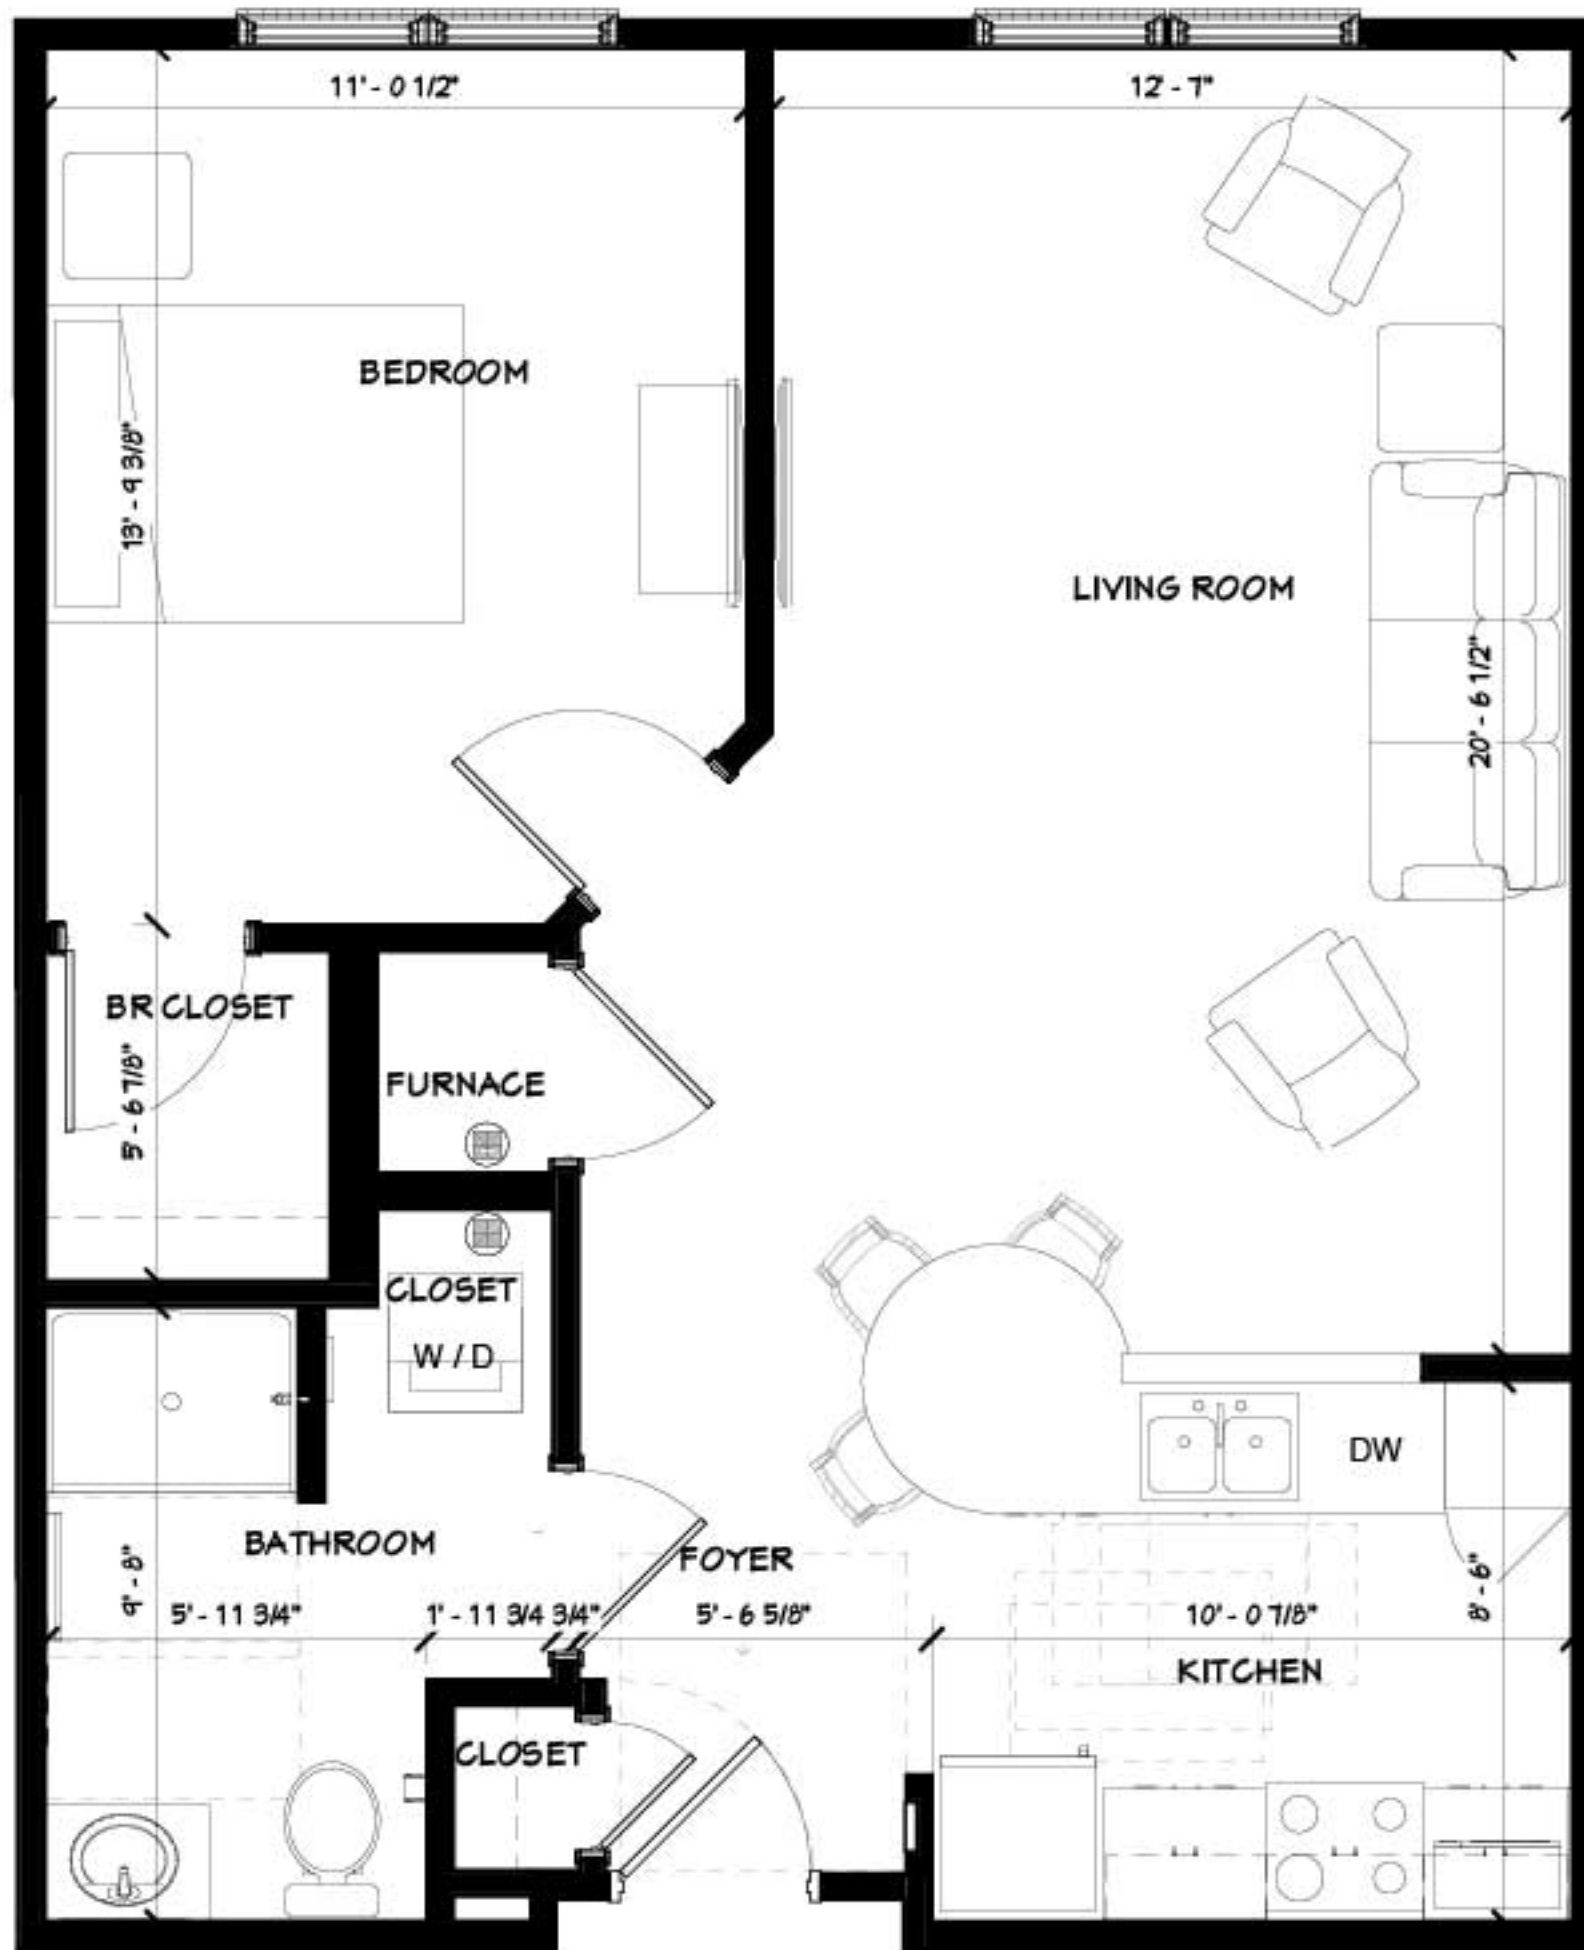 11' - 0 1/2"
12' - 7"
BEDROOM
13' - 9 3/8"
LIVING ROOM
20' - 6 1/2"
BR CLOSET
5' - 6 7/8"
FURNACE
CLOSET
W / D
DW
BATHROOM
FOYER
9' - 8"
5' - 11 3/4"
1' - 11 3/4
3/4"
5' - 6 5/8"
10' - 0 7/8"
8' - 6"
KITCHEN
CLOSET